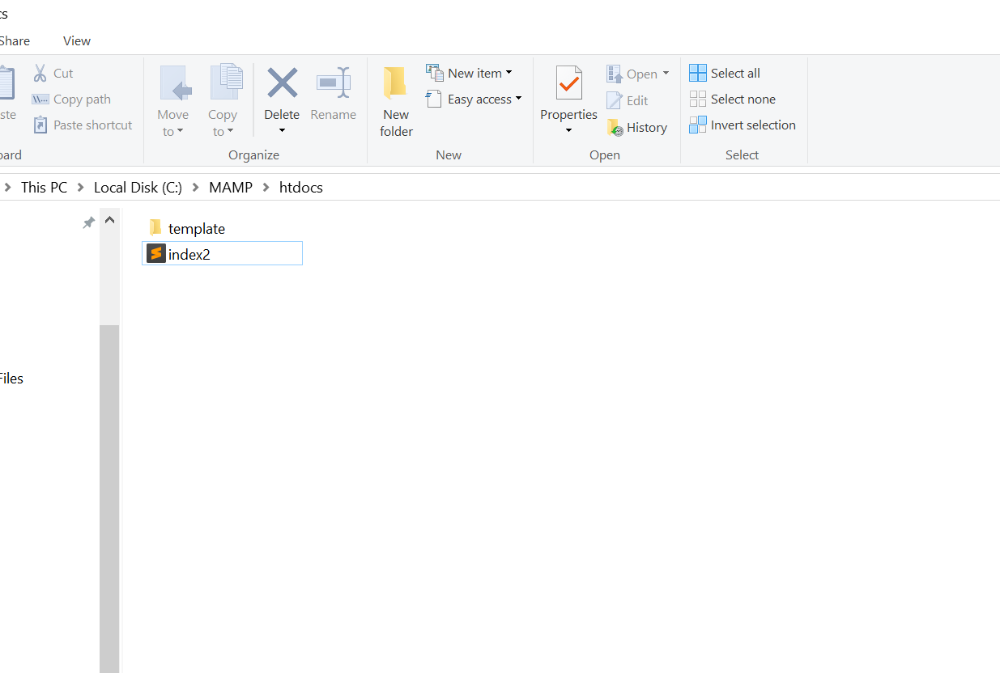 cs
Share View
Cut
Copy path
Paste shortcut
ste
Move to
Copy to
Delete
Rename
New folder
New item
Easy access
Properties
Open
Edit
History
Select all
Select none
Invert selection
oard
Organize
New
Open
Select
This PC > Local Disk (C:) > MAMP > htdocs
template
index2
Files